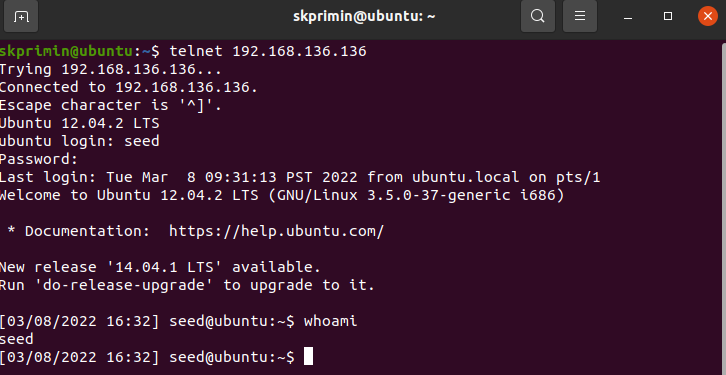 skprimin@ubuntu: ~
skprimin@ubuntu:~$ telnet 192.168.136.136
Trying 192.168.136.136...
Connected to 192.168.136.136.
Escape character is '^]'.
Ubuntu 12.04.2 LTS
ubuntu login: seed
Password:
Last login: Tue Mar  8 09:31:13 PST 2022 from ubuntu.local on pts/1
Welcome to Ubuntu 12.04.2 LTS (GNU/Linux 3.5.0-37-generic i686)
 * Documentation:  https://help.ubuntu.com/
New release '14.04.1 LTS' available.
Run 'do-release-upgrade' to upgrade to it.
[03/08/2022 16:32] seed@ubuntu:~$ whoami
seed
[03/08/2022 16:32] seed@ubuntu:~$